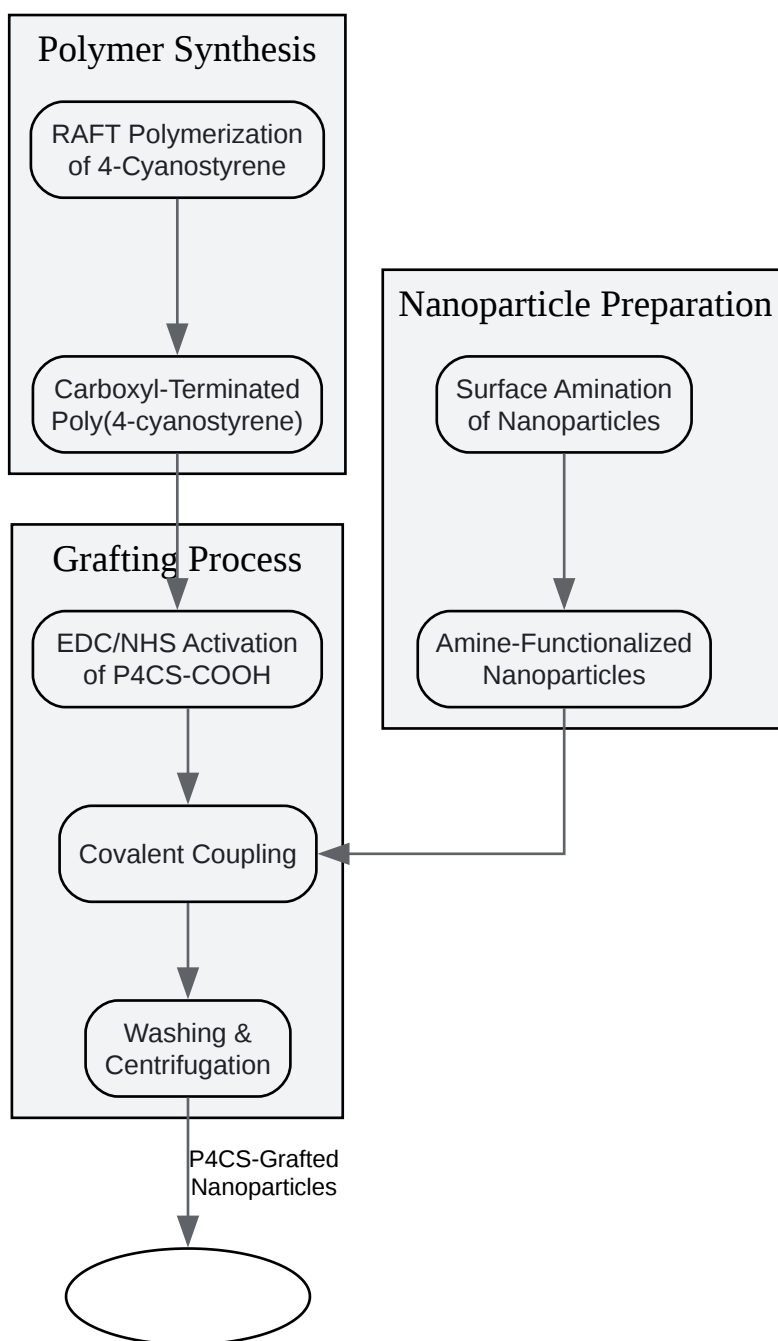 Polymer Synthesis
RAFT Polymerization
of 4-Cyanostyrene
Carboxyl-Terminated
Poly(4-cyanostyrene)
Nanoparticle Preparation
Surface Amination
of Nanoparticles
Amine-Functionalized
Nanoparticles
Grafting Process
EDC/NHS Activation
of P4CS-COOH
Covalent Coupling
Washing &
Centrifugation
P4CS-Grafted
Nanoparticles